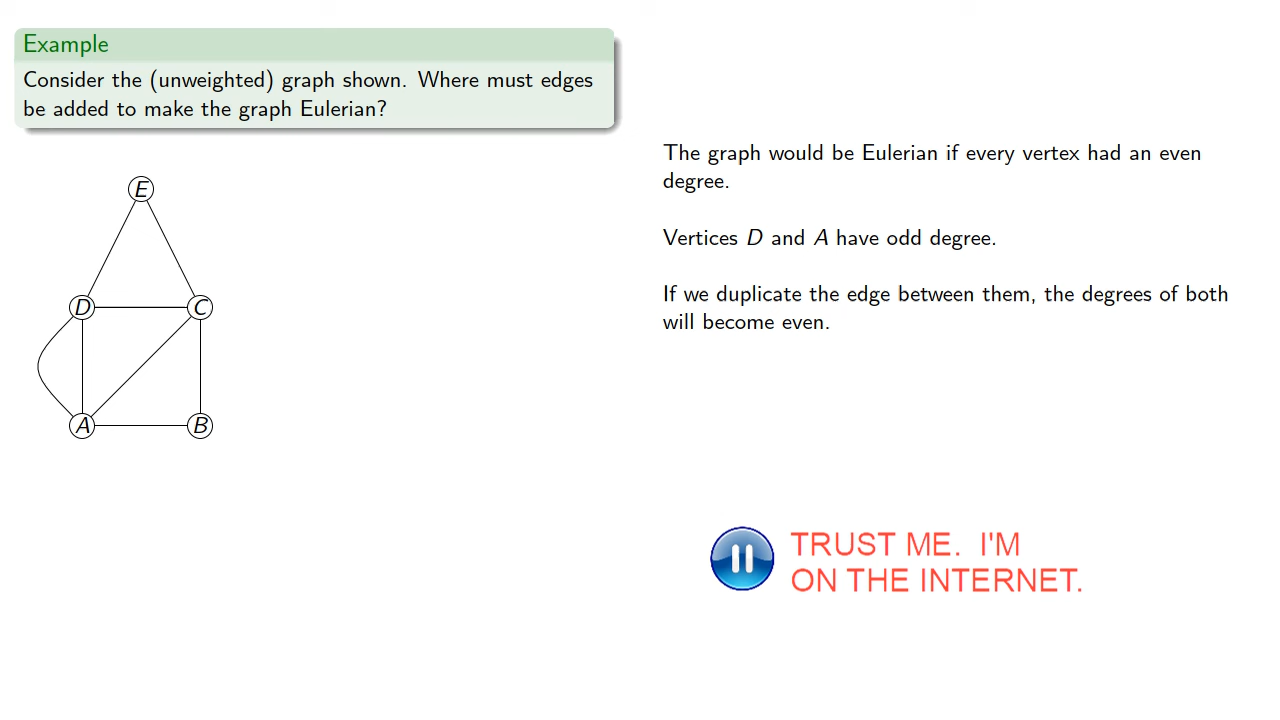 Example
Consider the (unweighted) graph shown. Where must edges
be added to make the graph Eulerian?
The graph would be Eulerian if every vertex had an even
degree.
Vertices D and A have odd degree.
If we duplicate the edge between them, the degrees of both
will become even.
E
D
C
A
B
TRUST ME. I'M
ON THE INTERNET.